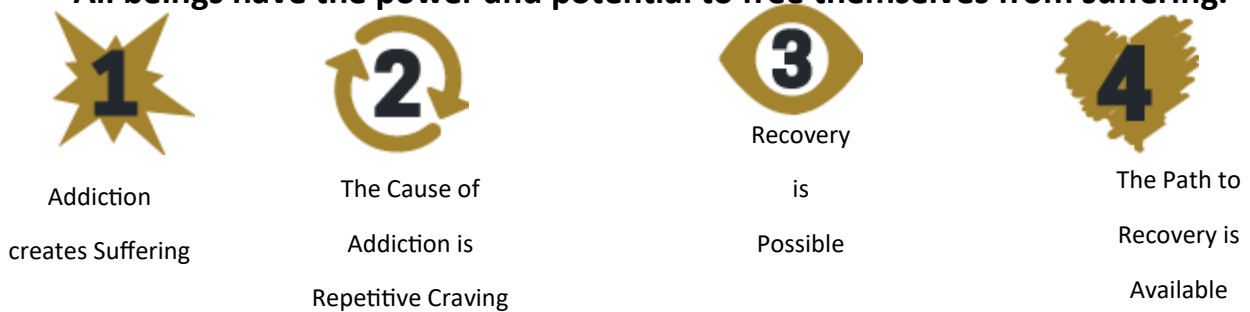 All beings have the power and potential to free themselves from suffering.
1
Addiction
creates Suffering
2
The Cause of
Addiction is
Repetitive Craving
3
Recovery
is
Possible
4
The Path to
Recovery is
Available